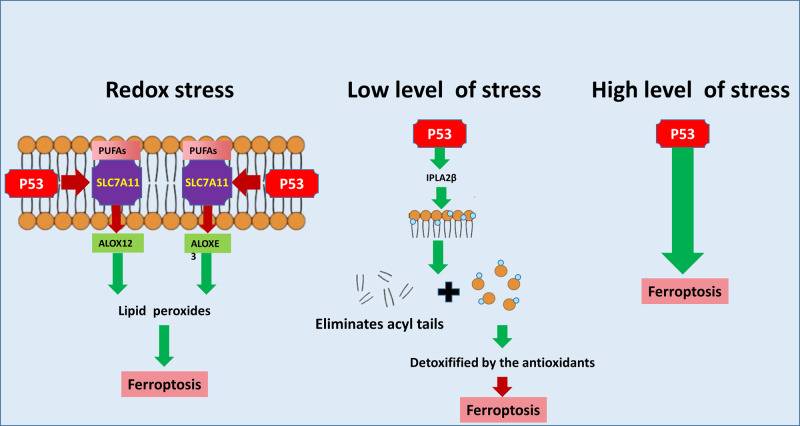 Redox stress
Low level of stress
High level of stress
PUFAs
PUFAs
P53
SLC7A11
SLC7A11
P53
ALOX12
ALOXE
3
Lipid peroxides
Ferroptosis
P53
IPLA2β
Eliminates acyl tails
Detoxifified by the antioxidants
Ferroptosis
P53
Ferroptosis